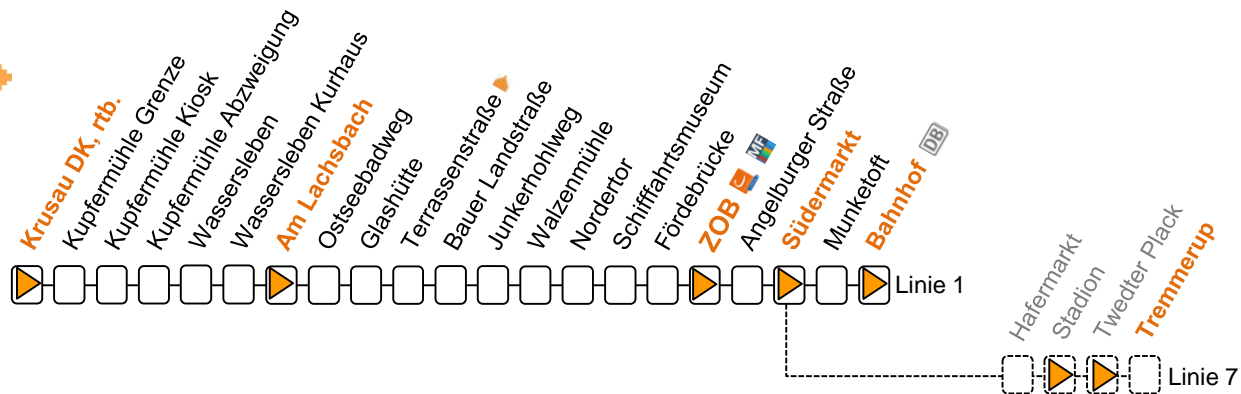 Krusau DK, rtb.
Kupfermühle Grenze
Kupfermühle Kiosk
Kupfermühle Abzweigung
Wassersleben
Wassersleben Kurhaus
Am Lachsbach
Ostseebadweg
Glashütte
Terrassenstraße
Bauer Landstraße
Junkerhohlweg
Walzenmühle
Nordertor
Schifffahrtsmuseum
Fördebrücke
ZOB
MF
Angelburger Straße
Südermarkt
Munketoft
Bahnhof
DB
Linie 1
Hafermarkt
Stadion
Twedter Plack
Tremmerup
Linie 7